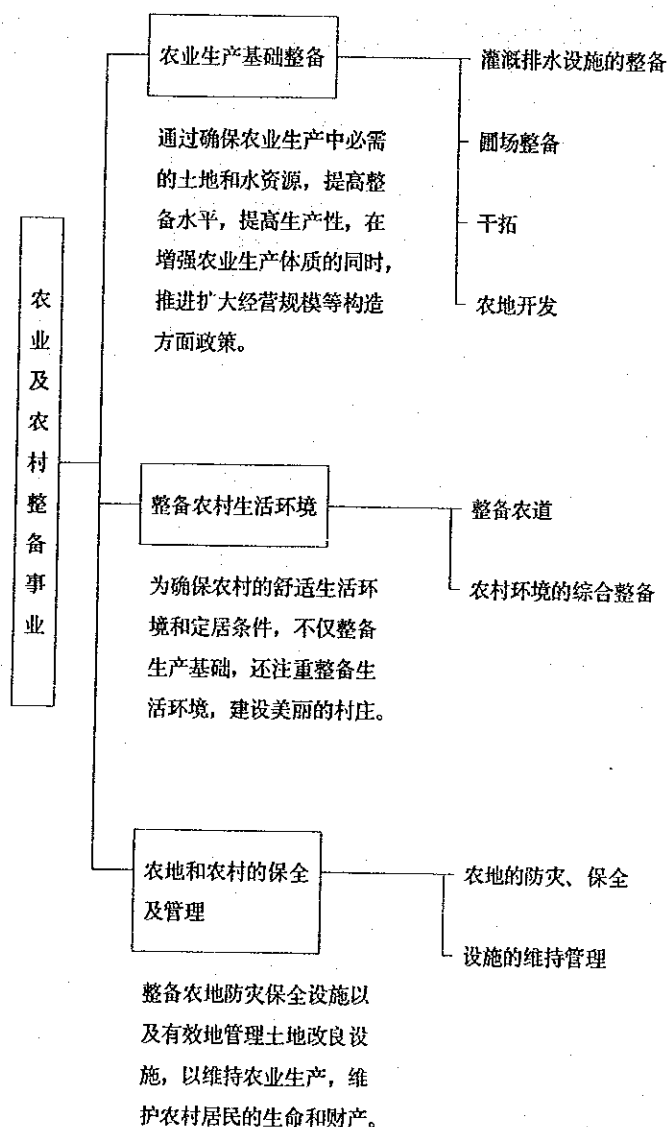 农业及农村整备事业
农业生产基础整备
通过确保农业生产中必需
的土地和水资源，提高整
备水平，提高生产性，在
增强农业生产体质的同时，
推进扩大经营规模等构造
方面政策。
灌溉排水设施的整备
圃场整备
干拓
农地开发
整备农村生活环境
为确保农村的舒适生活环
境和定居条件，不仅整备
生产基础，还注重整备生
活环境，建设美丽的村庄。
整备农道
农村环境的综合整备
农地和农村的保全
及管理
整备农地防灾保全设施以
及有效地管理土地改良设
施，以维持农业生产，维
护农村居民的生命和财产。
农地的防灾、保全
设施的维持管理